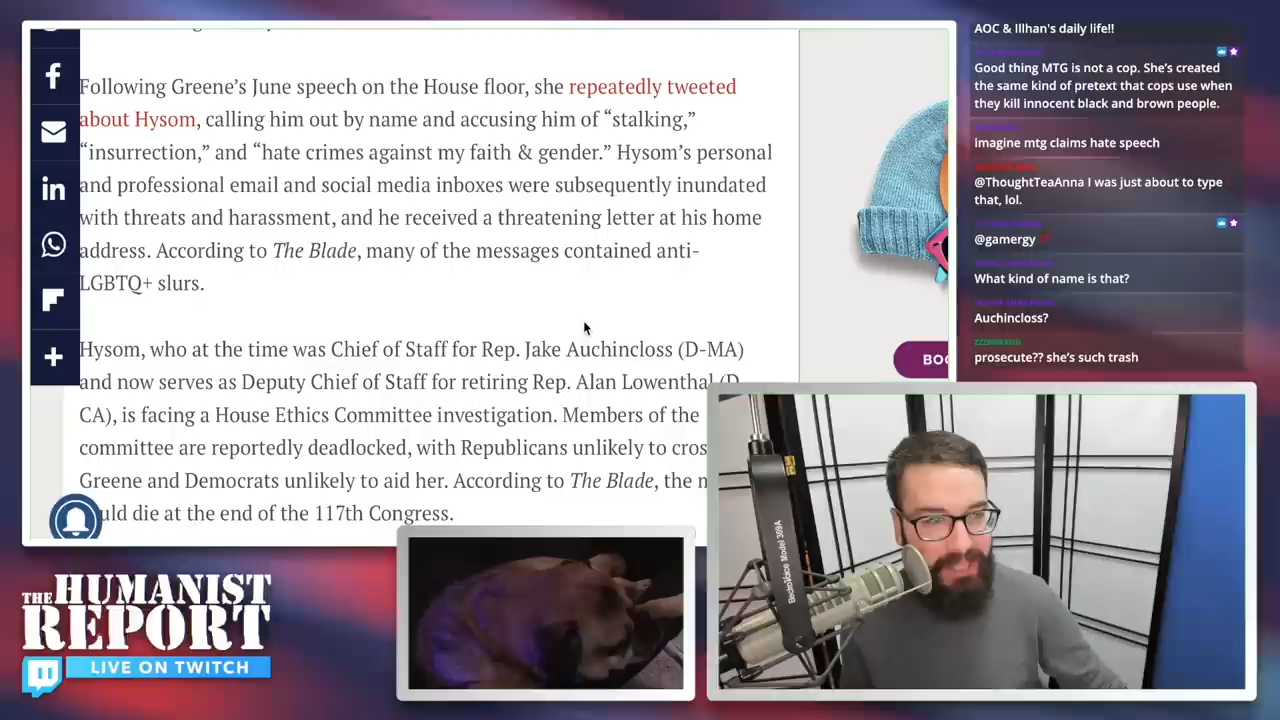 Following Greene’s June speech on the House floor, she repeatedly tweeted
about Hysom, calling him out by name and accusing him of “stalking,”
“insurrection,” and “hate crimes against my faith & gender.” Hysom’s personal
and professional email and social media inboxes were subsequently inundated
with threats and harassment, and he received a threatening letter at his home
address. According to The Blade, many of the messages contained anti-
LGBTQ+ slurs.
Hysom, who at the time was Chief of Staff for Rep. Jake Auchincloss (D-MA)
and now serves as Deputy Chief of Staff for retiring Rep. Alan Lowenthal (D
CA), is facing a House Ethics Committee investigation. Members of the
committee are reportedly deadlocked, with Republicans unlikely to cros
Greene and Democrats unlikely to aid her. According to The Blade, the m
uld die at the end of the 117th Congress.
BOO
AOC & Illhan's daily life!!
Good thing MTG is not a cop. She’s created
the same kind of pretext that cops use when
they kill innocent black and brown people.
imagine mtg claims hate speech
@ThoughtTeaAnna I was just about to type
that, lol.
@gamergy
What kind of name is that?
Auchincloss?
prosecute?? she’s such trash
ElectroVoice Model 309A
THE HUMANIST
REPORT
LIVE ON TWITCH